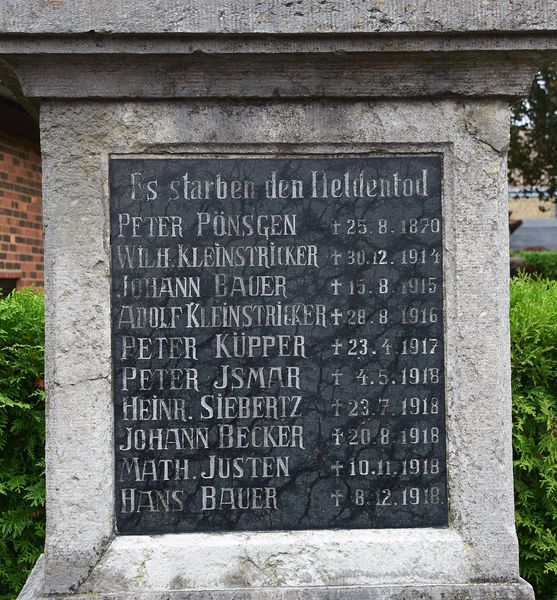 Es starben den Heldentod
PETER PÖNSGEN † 25. 8. 1870
WILH. KLEINSTRICKER † 30. 12. 1914
JOHANN BAUER † 15. 8. 1915
ADOLF KLEINSTRICKER † 28. 8. 1916
PETER KÜPPER † 23. 4. 1917
PETER JSMAR † 4. 5. 1918
HEINR. SIEBERTZ † 23. 7. 1918
JOHANN BECKER † 20. 8. 1918
MATH. JUSTEN † 10. 11. 1918
HANS BAUER † 8. 12. 1918